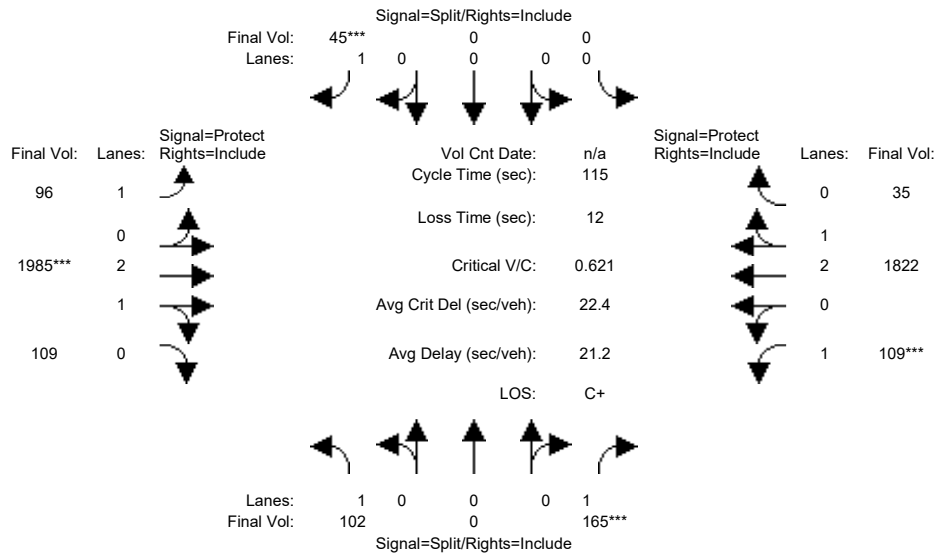 Signal=Split/Rights=Include
Final Vol: 45*** 0 0
Lanes: 1 0 0 0 0
Signal=Protect Signal=Protect
Final Vol: Lanes: Rights=Include Vol Cnt Date: n/a Rights=Include Lanes: Final Vol:
Cycle Time (sec): 115
96 1 0 35
Loss Time (sec): 12
0 1
1985*** 2 Critical V/C: 0.621 2 1822
1 Avg Crit Del (sec/veh): 22.4 0
109 0 Avg Delay (sec/veh): 21.2 1 109***
LOS: C+
Lanes: 1 0 0 0 1
Final Vol: 102 0 165***
Signal=Split/Rights=Include